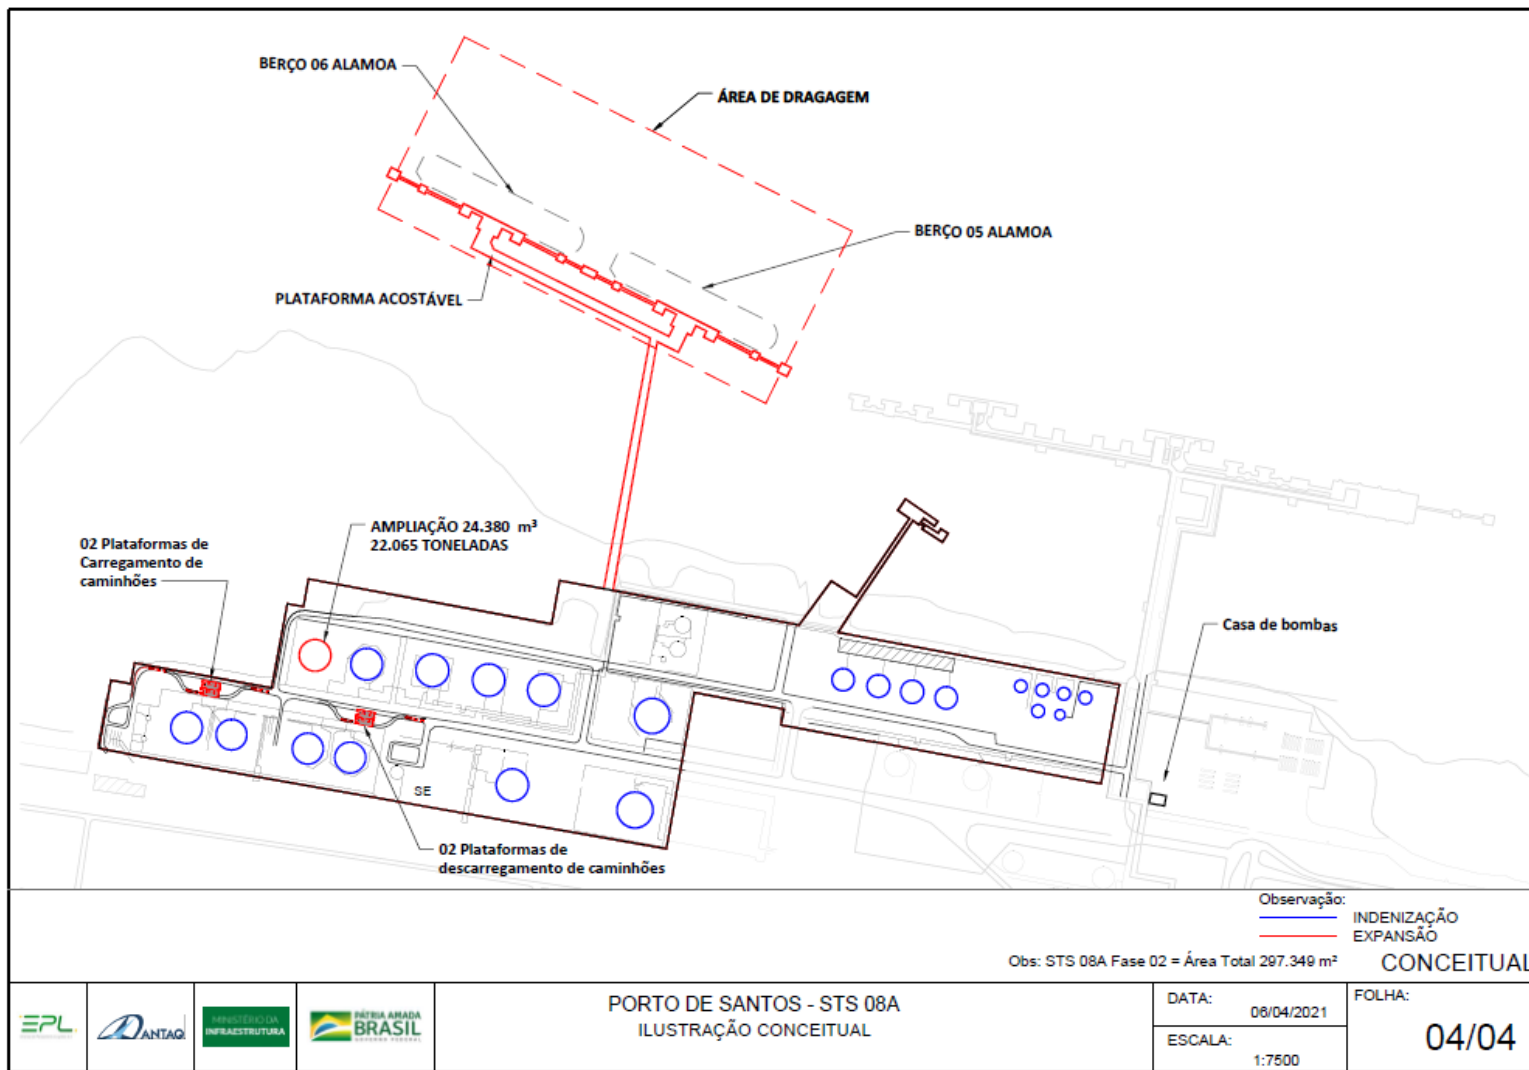 BERÇO 06 ALAMOA
ÁREA DE DRAGAGEM
BERÇO 05 ALAMOA
PLATAFORMA ACOSTÁVEL
AMPLIAÇÃO 24.380 m³
22.065 TONELADAS
02 Plataformas de
Carregamento de
caminhões
Casa de bombas
SE
02 Plataformas de
descarregamento de caminhões
Observação:
INDENIZAÇÃO
EXPANSÃO
Obs: STS 08A Fase 02 = Área Total 297.349 m²
CONCEITUAL
EPL
ANTAQ
MINISTÉRIO DA
INFRAESTRUTURA
PÁTRIA AMADA
BRASIL
GOVERNO FEDERAL
PORTO DE SANTOS - STS 08A
ILUSTRAÇÃO CONCEITUAL
DATA:
06/04/2021
ESCALA:
1:7500
FOLHA:
04/04